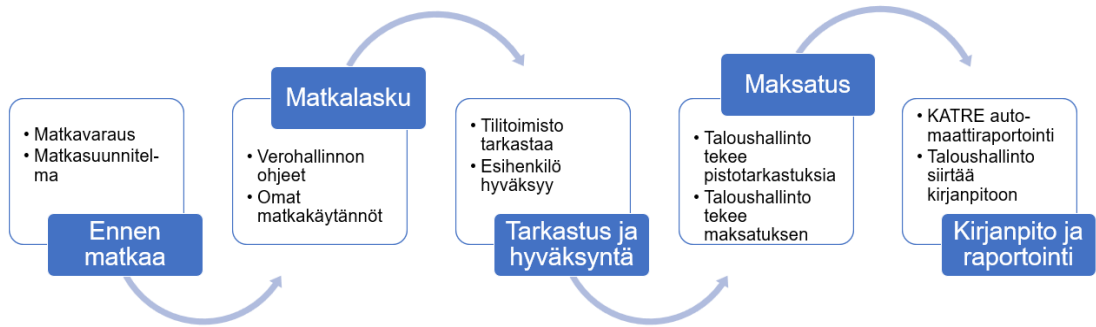 • Matkavaraus
• Matkasuunnitel-
ma
Ennen
matkaa
Matkalasku
• Verohallinnon
ohjeet
• Omat
matkakäytännöt
• Tilitoimisto
tarkastaa
• Esihenkilö
hyväksyy
Tarkastus ja
hyväksyntä
Maksatus
• Taloushallinto
tekee
pistotarkastuksia
• Taloushallinto
tekee
maksatuksen
• KATRE auto-
maattiraportointi
• Taloushallinto
siirtää
kirjanpitoon
Kirjanpito ja
raportointi